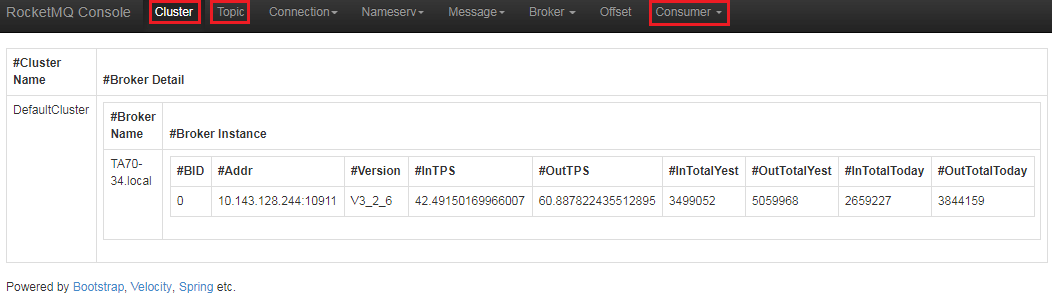 RocketMQ Console Cluster Topic Connection Nameserv Message Broker Offset Consumer
#Cluster Name
#Broker Detail
DefaultCluster
#Broker Name
#Broker Instance
TA70-34.local
#BID #Addr #Version #InTPS #OutTPS #InTotalYest #OutTotalYest #InTotalToday #OutTotalToday
0 10.143.128.244:10911 V3_2_6 42.49150169966007 60.887822435512895 3499052 5059968 2659227 3844159
Powered by Bootstrap, Velocity, Spring etc.